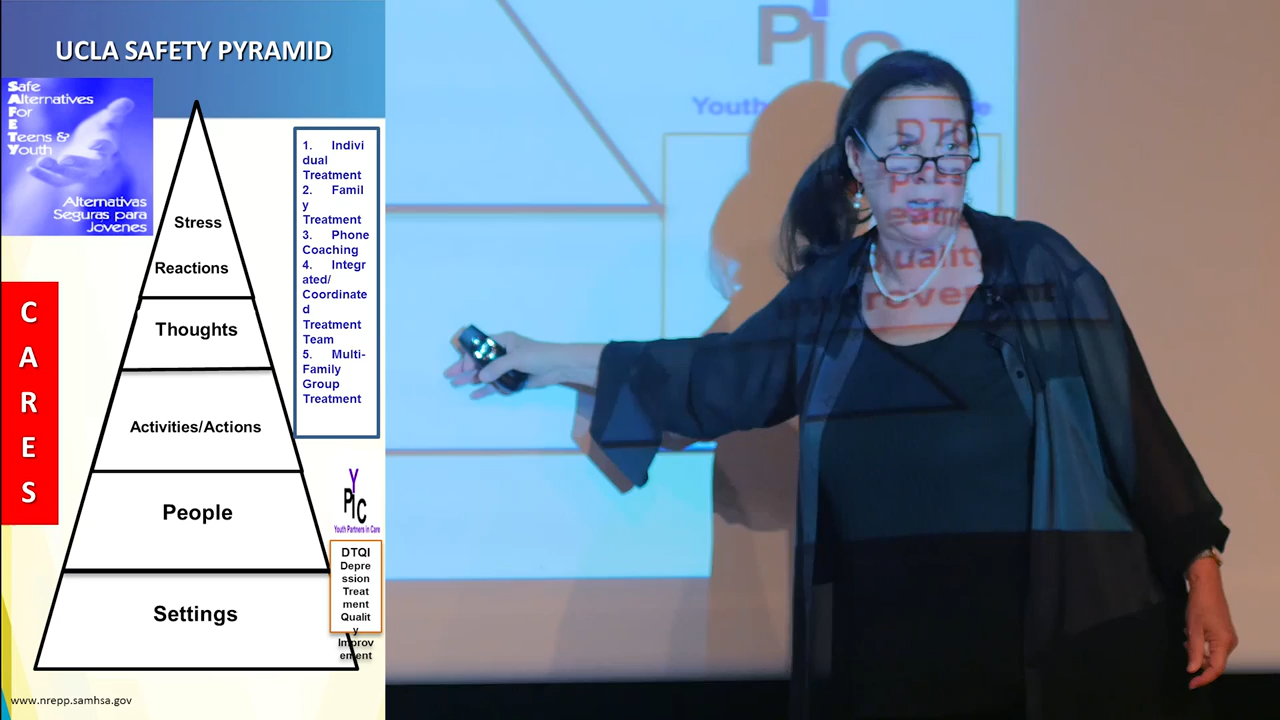 UCLA SAFETY PYRAMID
Safe
Alternatives
For
E
Teens &
Youth
Alternativas
Seguras para
Jovenes
C
A
R
E
S
Stress
Reactions
Thoughts
Activities/Actions
People
Settings
1. Indivi
dual
Treatment
2. Famil
y
Treatment
3. Phone
Coaching
4. Integr
ated/
Coordinate
d
Treatment
Team
5. Multi-
Family
Group
Treatment
Y
PIC
Youth Partners in Care
DTQI
Depre
ssion
Treat
ment
Qualit
y
Improv
ement
www.nrepp.samhsa.gov
PIC
Youth
DTQ